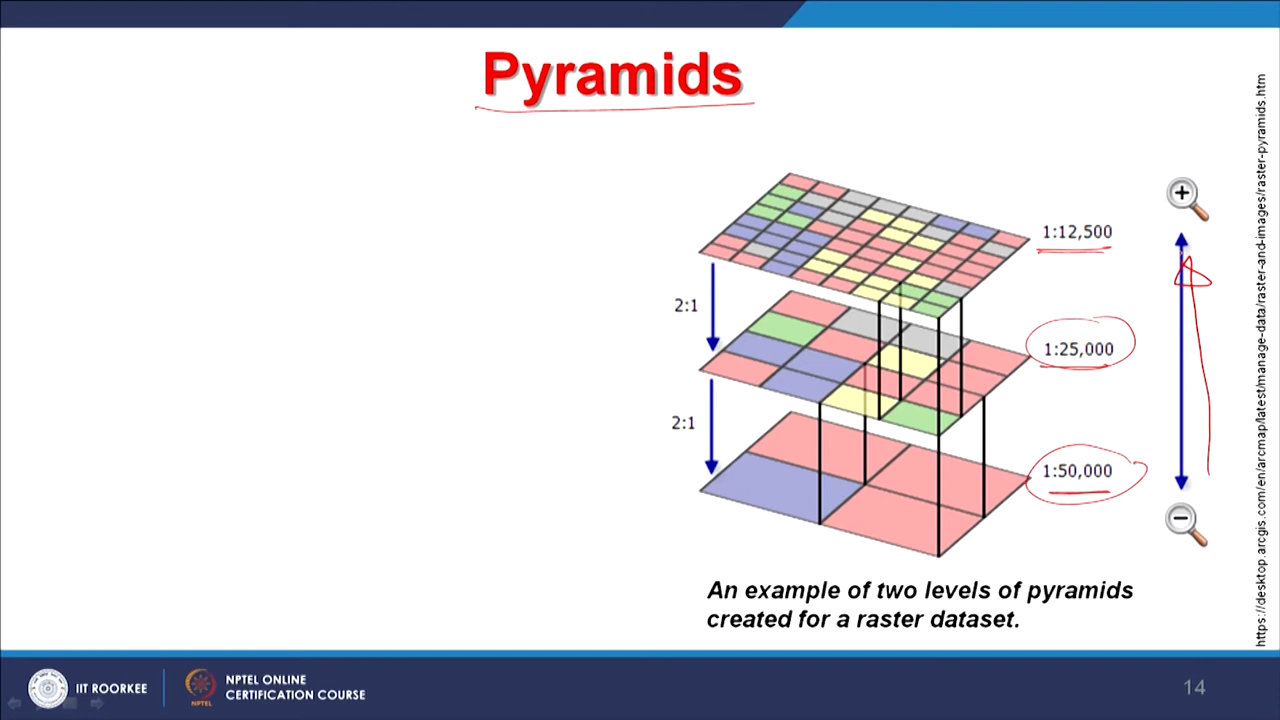 Pyramids
1:12,500
2:1
1:25,000
2:1
1:50,000
An example of two levels of pyramids
created for a raster dataset.
https://desktop.arcgis.com/en/arcmap/latest/manage-data/raster-and-images/raster-pyramids.htm
IIT ROORKEE
NPTEL
NPTEL ONLINE
CERTIFICATION COURSE
14